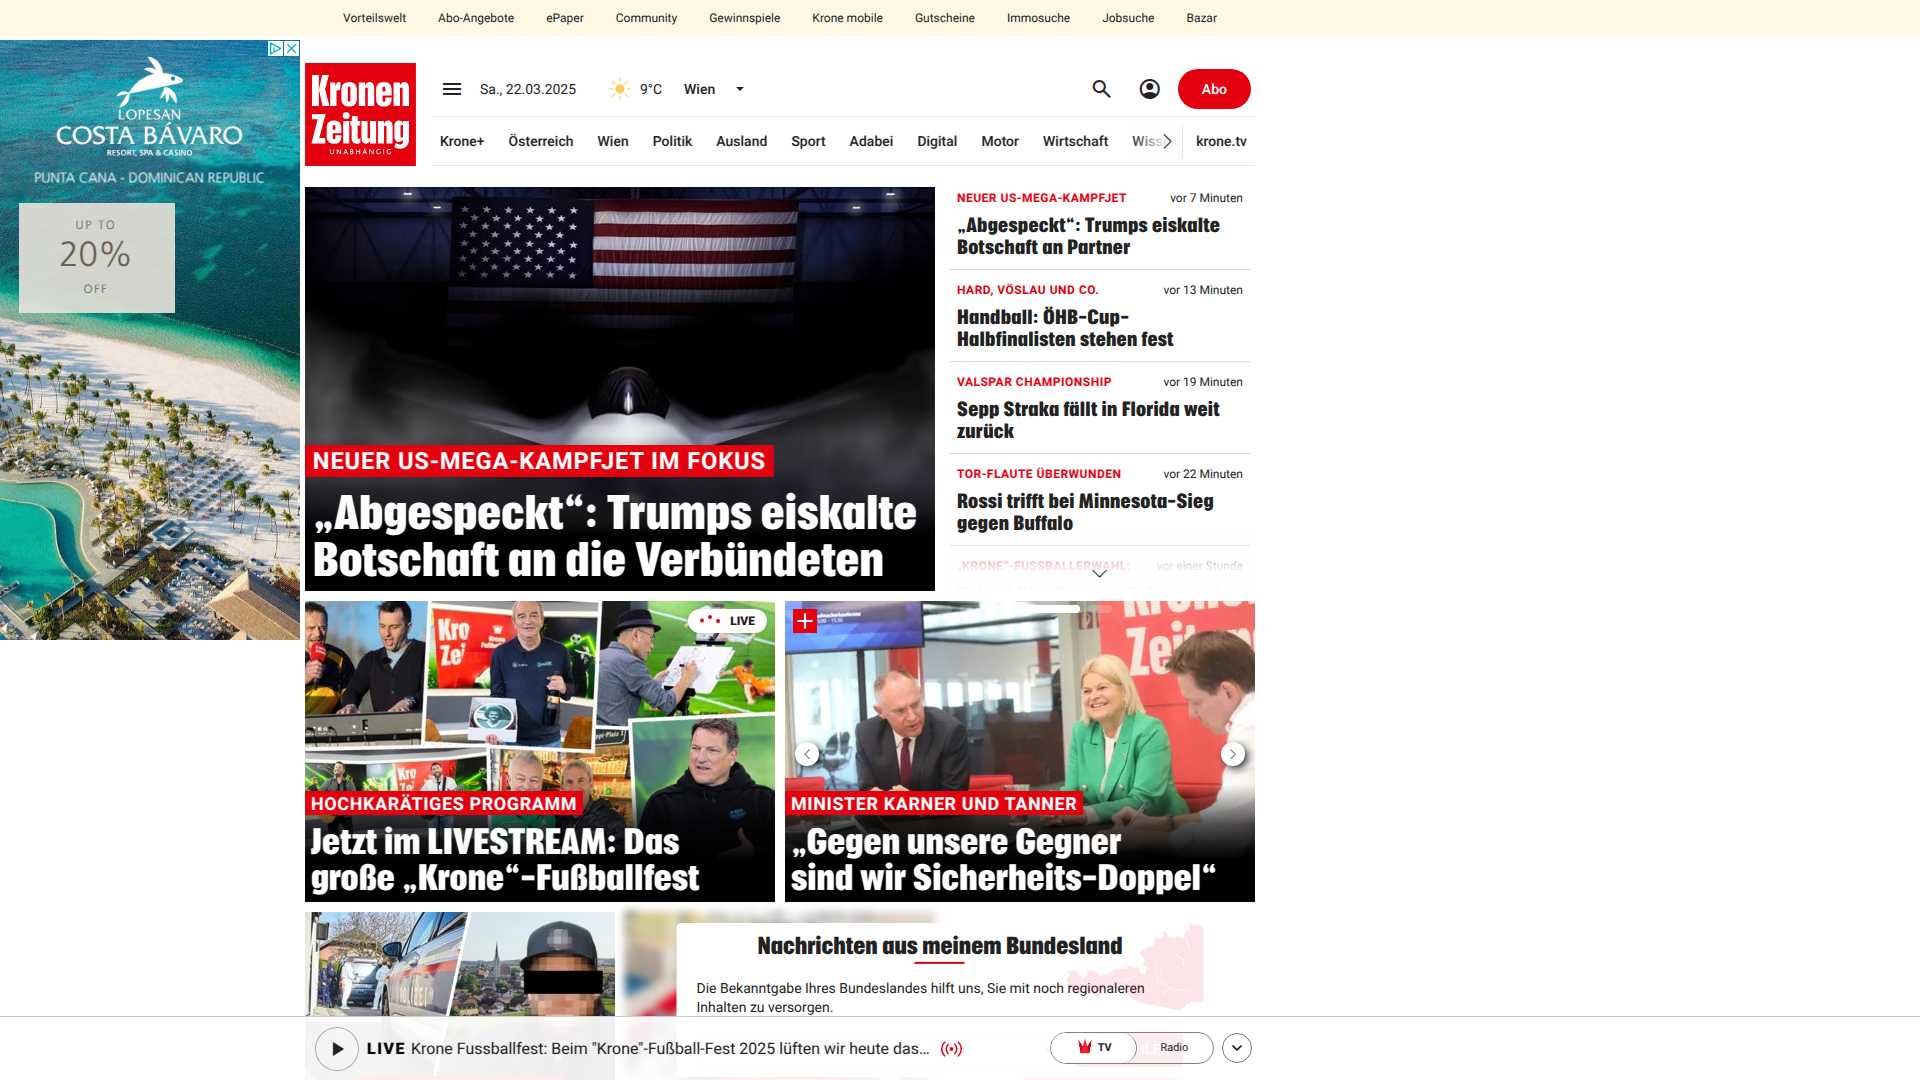 Vorteilswelt Abo-Angebote ePaper Community Gewinnspiele Krone mobile Gutscheine Immosuche Jobsuche Bazar
LOPESAN
COSTA BÁVARO
RESORT, SPA & CASINO
PUNTA CANA - DOMINICAN REPUBLIC
UP TO
20%
OFF
Kronen
Zeitung
UNABHÄNGIG
Sa., 22.03.2025 9°C Wien
Abo
Krone+ Österreich Wien Politik Ausland Sport Adabei Digital Motor Wirtschaft krone.tv
NEUER US-MEGA-KAMPFJET IM FOKUS
„Abgespeckt“: Trumps eiskalte
Botschaft an die Verbündeten
NEUER US-MEGA-KAMPFJET vor 7 Minuten
„Abgespeckt“: Trumps eiskalte
Botschaft an Partner
HARD, VÖSLAU UND CO. vor 13 Minuten
Handball: ÖHB-Cup-
Halbfinalisten stehen fest
VALSPAR CHAMPIONSHIP vor 19 Minuten
Sepp Straka fällt in Florida weit
zurück
TOR-FLAUTE ÜBERWUNDEN vor 22 Minuten
Rossi trifft bei Minnesota-Sieg
gegen Buffalo
„KRONE“-FUSSBALLERWAHL: vor einer Stunde
LIVE
HOCHKARÄTIGES PROGRAMM
Jetzt im LIVESTREAM: Das
große „Krone“-Fußballfest
MINISTER KARNER UND TANNER
„Gegen unsere Gegner
sind wir Sicherheits-Doppel“
Nachrichten aus meinem Bundesland
Die Bekanntgabe Ihres Bundeslandes hilft uns, Sie mit noch regionaleren
Inhalten zu versorgen.
LIVE Krone Fussballfest: Beim "Krone"-Fußball-Fest 2025 lüften wir heute das...
TV Radio